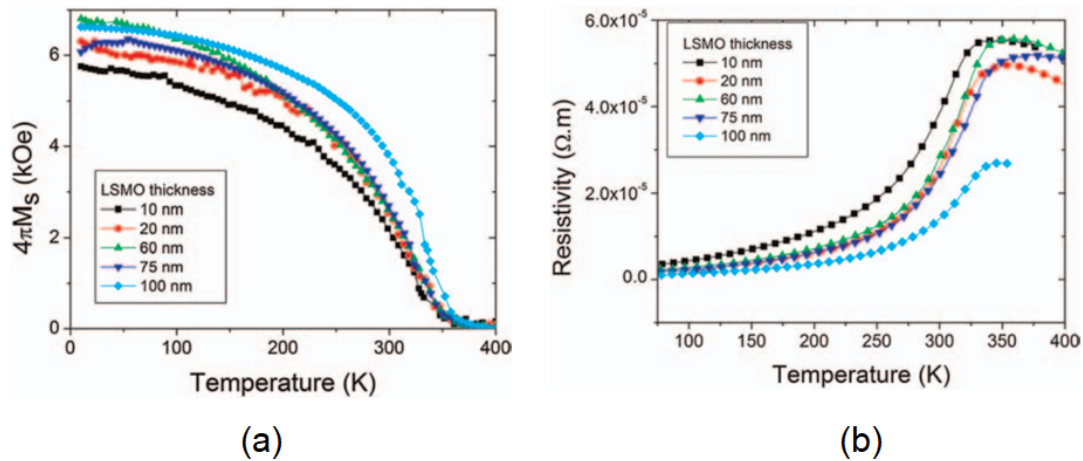 6
4
2
0
4πMₛ (kOe)
LSMO thickness
10 nm
20 nm
60 nm
75 nm
100 nm
0 100 200 300 400
Temperature (K)
(a)
6.0x10⁻⁵
4.0x10⁻⁵
2.0x10⁻⁵
0.0
Resistivity (Ω.m)
LSMO thickness
10 nm
20 nm
60 nm
75 nm
100 nm
100 150 200 250 300 350 400
Temperature (K)
(b)